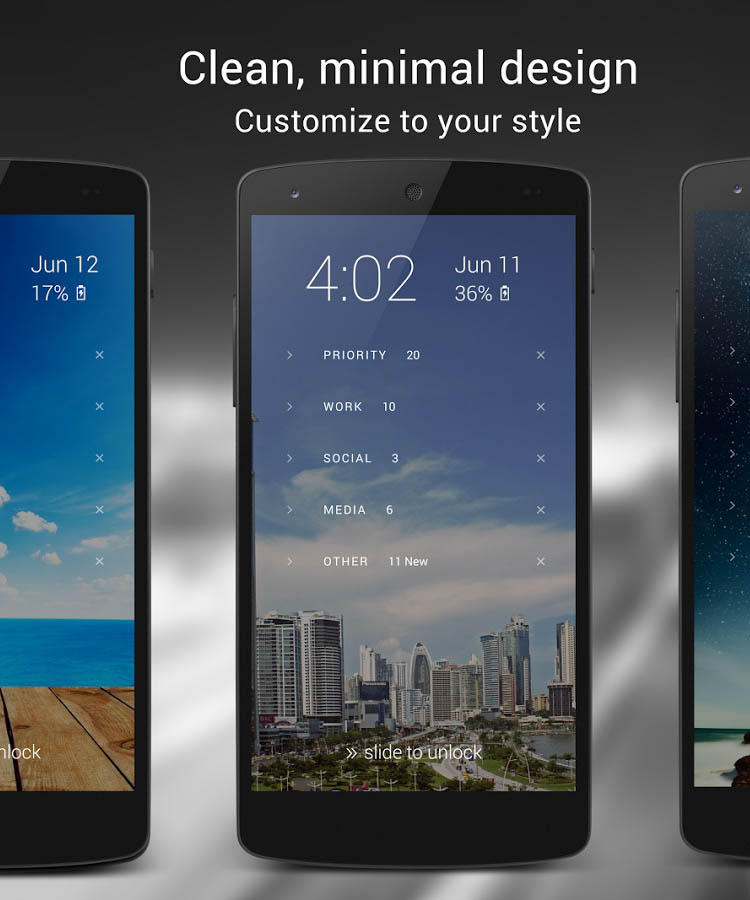 Clean, minimal design
Customize to your style
Jun 12
17%
nlock
4:02
Jun 11
36%
PRIORITY 20
WORK 10
SOCIAL 3
MEDIA 6
OTHER 11 New
» slide to unlock